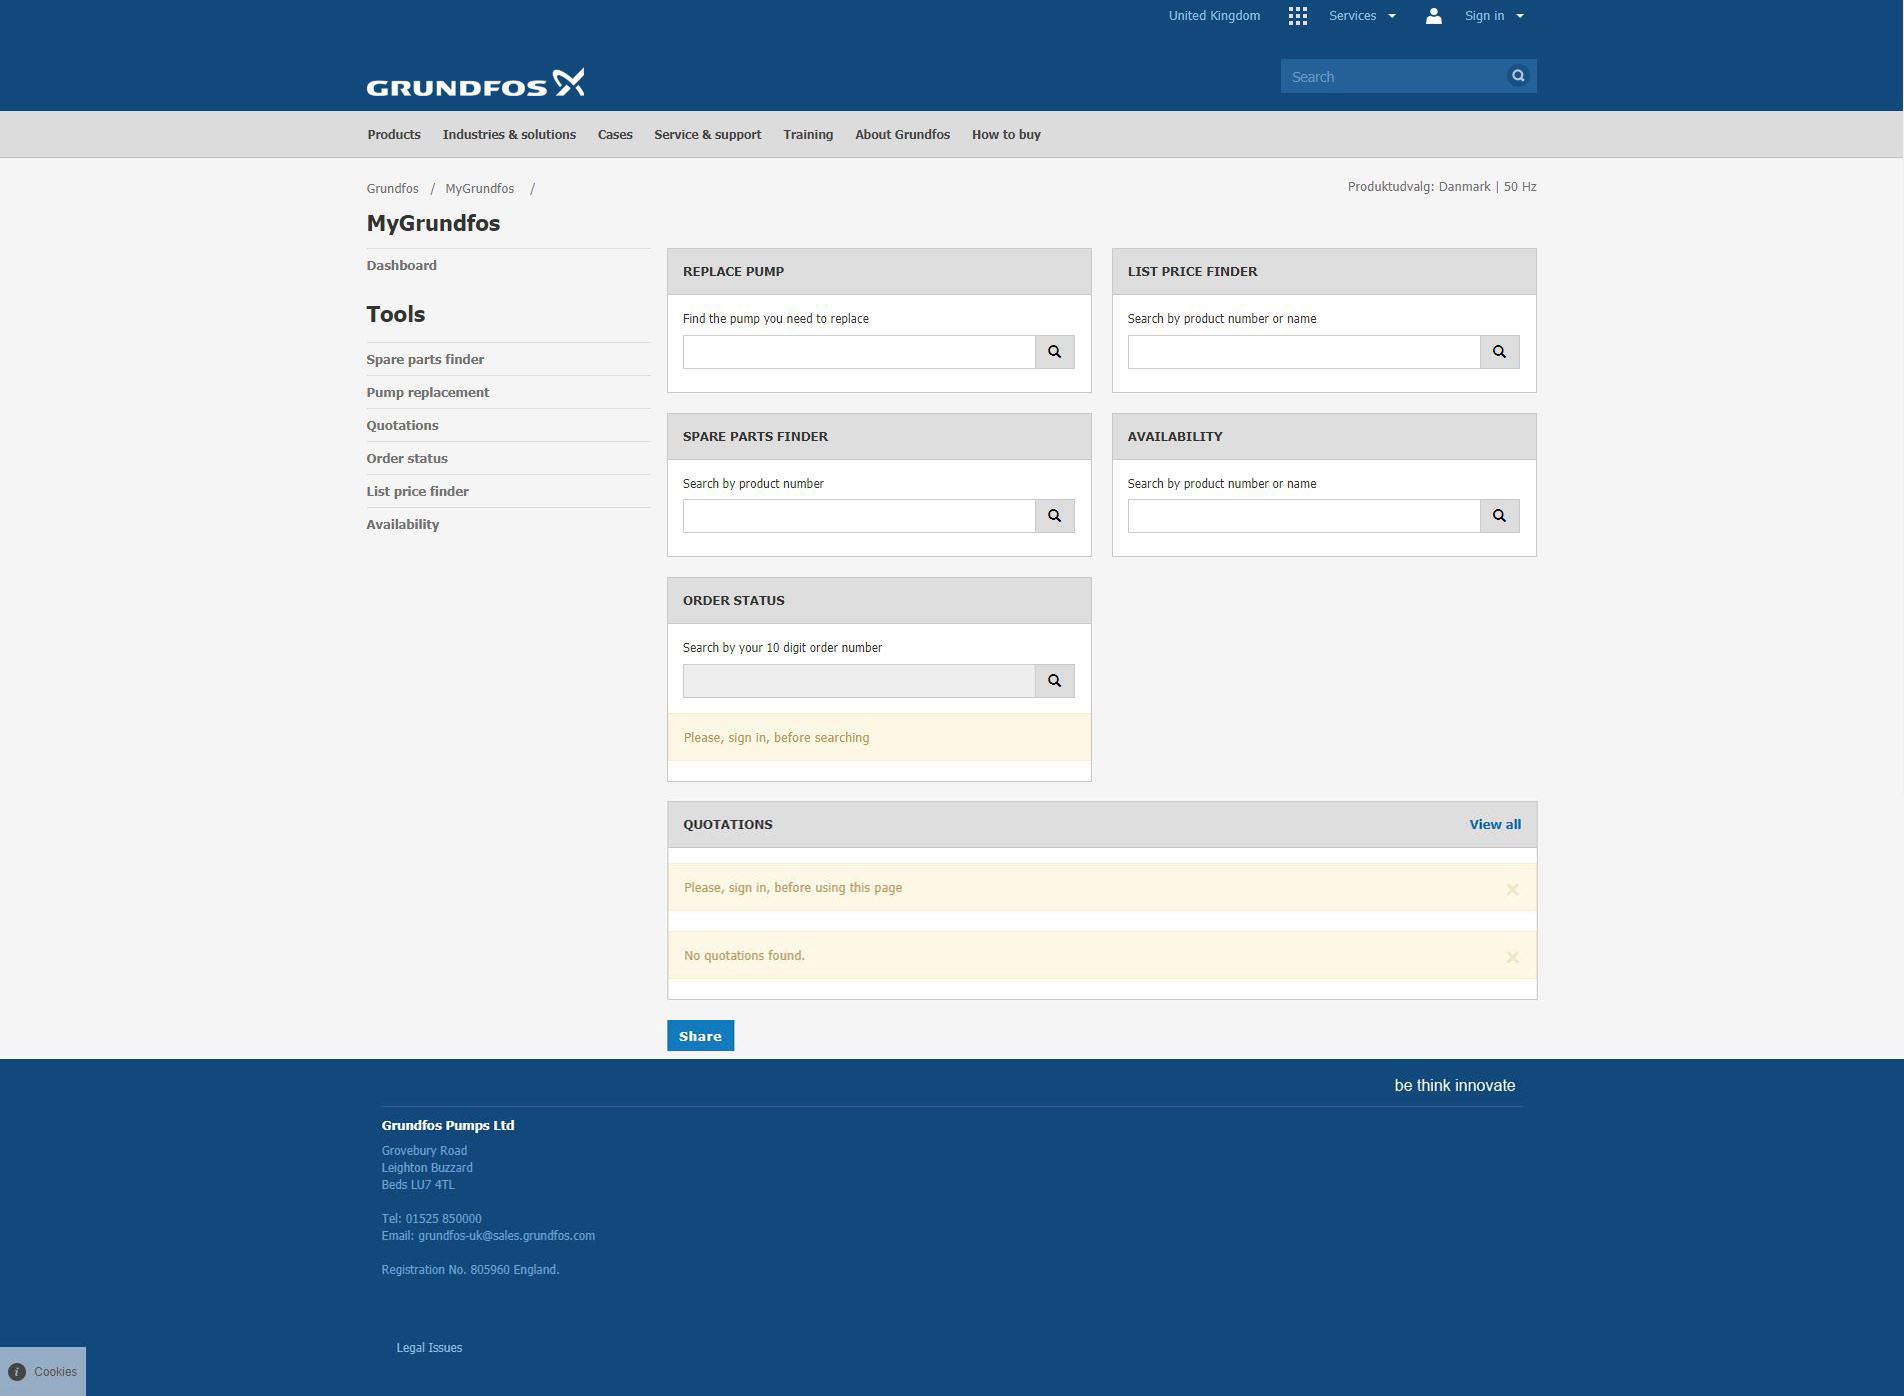 United Kingdom
Services
Sign in
GRUNDFOS
Search
Products
Industries & solutions
Cases
Service & support
Training
About Grundfos
How to buy
Grundfos / MyGrundfos /
Produktudvalg: Danmark | 50 Hz
MyGrundfos
Dashboard
Tools
Spare parts finder
Pump replacement
Quotations
Order status
List price finder
Availability
REPLACE PUMP
Find the pump you need to replace
LIST PRICE FINDER
Search by product number or name
SPARE PARTS FINDER
Search by product number
AVAILABILITY
Search by product number or name
ORDER STATUS
Search by your 10 digit order number
Please, sign in, before searching
QUOTATIONS
View all
Please, sign in, before using this page
No quotations found.
Share
be think innovate
Grundfos Pumps Ltd
Grovebury Road
Leighton Buzzard
Beds LU7 4TL
Tel: 01525 850000
Email: grundfos-uk@sales.grundfos.com
Registration No. 805960 England.
Legal Issues
Cookies